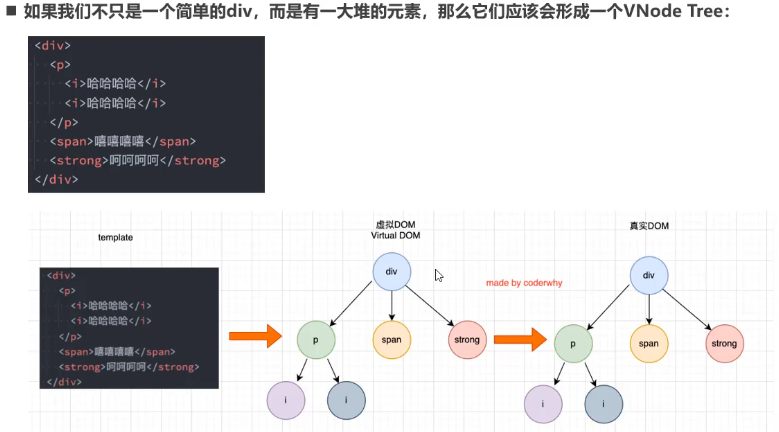 ■ 如果我们不只是一个简单的div，而是有一大堆的元素，那么它们应该会形成一个VNode Tree：
<div>
  <p>
    <i>哈哈哈哈</i>
    <i>哈哈哈哈</i>
  </p>
  <span>嘻嘻嘻嘻</span>
  <strong>呵呵呵呵</strong>
</div>
template
虚拟DOM
Virtual DOM
真实DOM
<div>
  <p>
    <i>哈哈哈哈</i>
    <i>哈哈哈哈</i>
  </p>
  <span>嘻嘻嘻嘻</span>
  <strong>呵呵呵呵</strong>
</div>
div
p
span
strong
i
i
made by coderwhy
div
p
span
strong
i
i